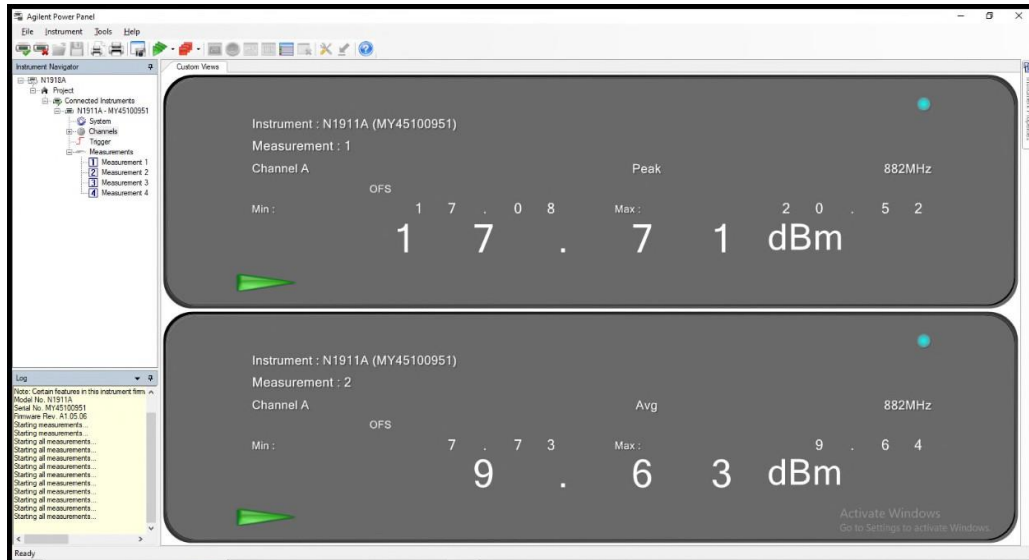 Agilent Power Panel
File Instrument Tools Help
Instrument Navigator
N1918A
Project
Connected Instruments
N1911A - MY45100951
System
Channels
Trigger
Measurements
1 Measurement 1
2 Measurement 2
3 Measurement 3
4 Measurement 4
Log
Note: Certain features in this instrument firm
Model No. N1911A
Serial No. MY45100951
Firmware Rev. A1.05.06
Starting measurements...
Starting measurements...
Starting all measurements...
Starting all measurements...
Starting all measurements...
Starting all measurements...
Starting all measurements...
Starting all measurements...
Starting all measurements...
Starting all measurements...
Starting all measurements...
Starting all measurements...
Ready
Custom Views
Instrument : N1911A (MY45100951)
Measurement : 1
Channel A Peak 882MHz
OFS
Min : 17.08 Max : 20.52
17.71 dBm
Instrument : N1911A (MY45100951)
Measurement : 2
Channel A Avg 882MHz
OFS
Min : 7.73 Max : 9.64
9.63 dBm
Activate Windows
Go to Settings to activate Windows.